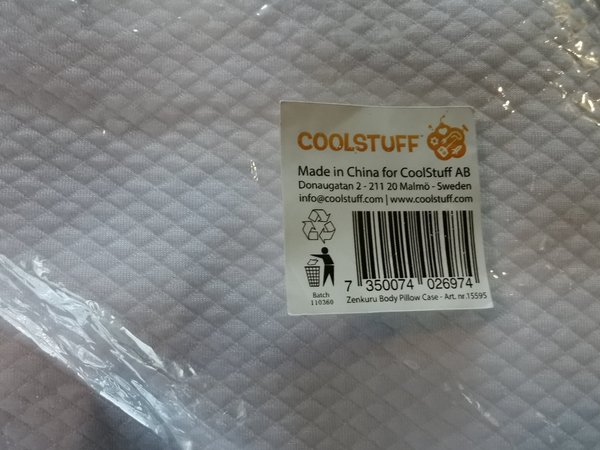 COOLSTUFF
Made in China for CoolStuff AB
Donaugatan 2 - 211 20 Malmö - Sweden
info@coolstuff.com | www.coolstuff.com
7 350074 026974
Batch
110360
Zenkuru Body Pillow Case - Art. nr.15595